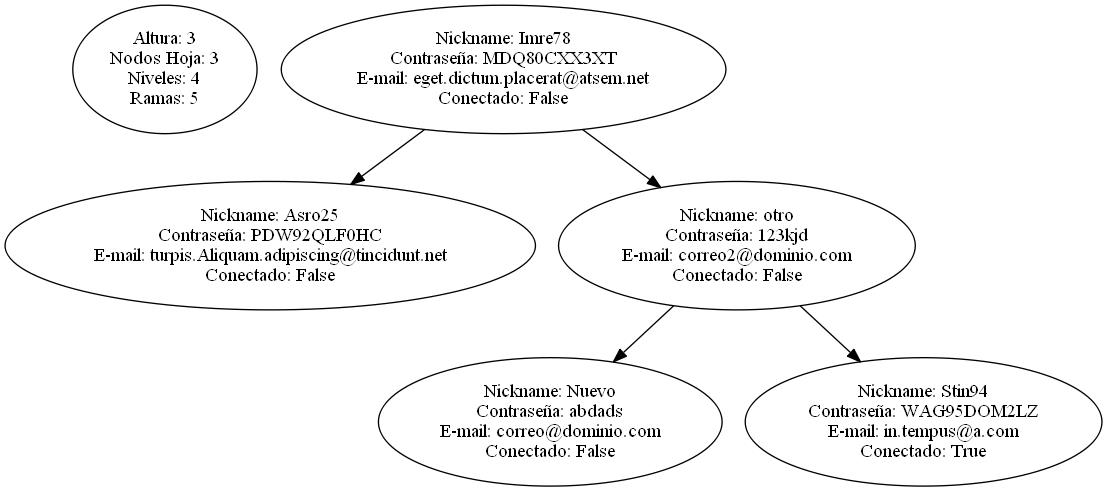 Altura: 3
Nodos Hoja: 3
Niveles: 4
Ramas: 5
Nickname: Imre78
Contraseña: MDQ80CXX3XT
E-mail: eget.dictum.placerat@atsem.net
Conectado: False
Nickname: Asro25
Contraseña: PDW92QLF0HC
E-mail: turpis.Aliquam.adipiscing@tincidunt.net
Conectado: False
Nickname: otro
Contraseña: 123kjd
E-mail: correo2@dominio.com
Conectado: False
Nickname: Nuevo
Contraseña: abdads
E-mail: correo@dominio.com
Conectado: False
Nickname: Stin94
Contraseña: WAG95DOM2LZ
E-mail: in.tempus@a.com
Conectado: True